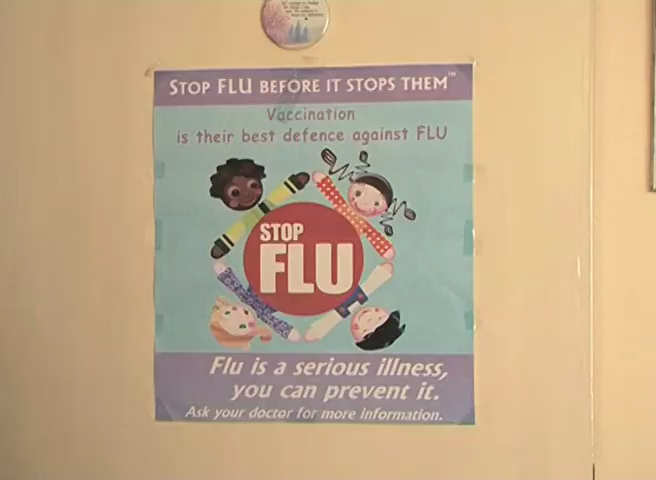 STOP FLU BEFORE IT STOPS THEM™
Vaccination
is their best defence against FLU
STOP
FLU
Flu is a serious illness,
you can prevent it.
Ask your doctor for more information.